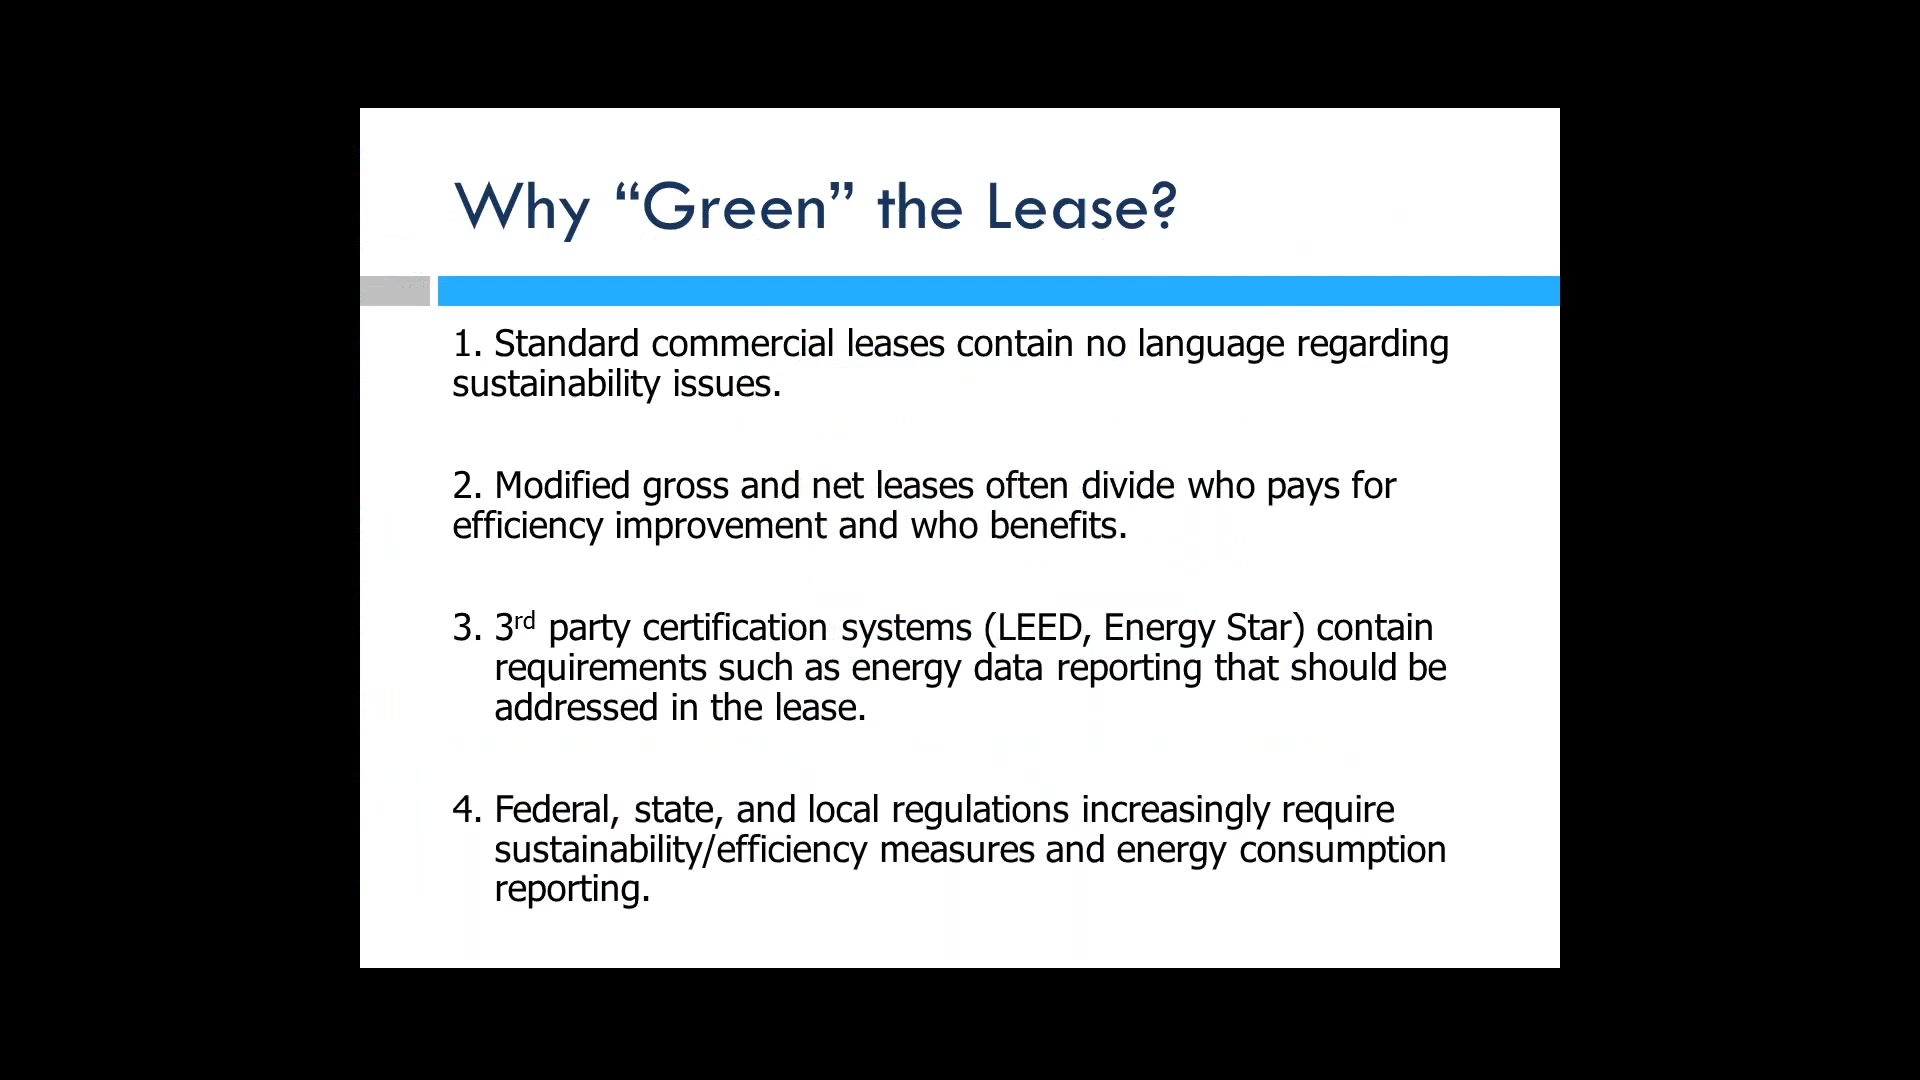 Why “Green” the Lease?
1. Standard commercial leases contain no language regarding
sustainability issues.
2. Modified gross and net leases often divide who pays for
efficiency improvement and who benefits.
3. 3rd party certification systems (LEED, Energy Star) contain
requirements such as energy data reporting that should be
addressed in the lease.
4. Federal, state, and local regulations increasingly require
sustainability/efficiency measures and energy consumption
reporting.